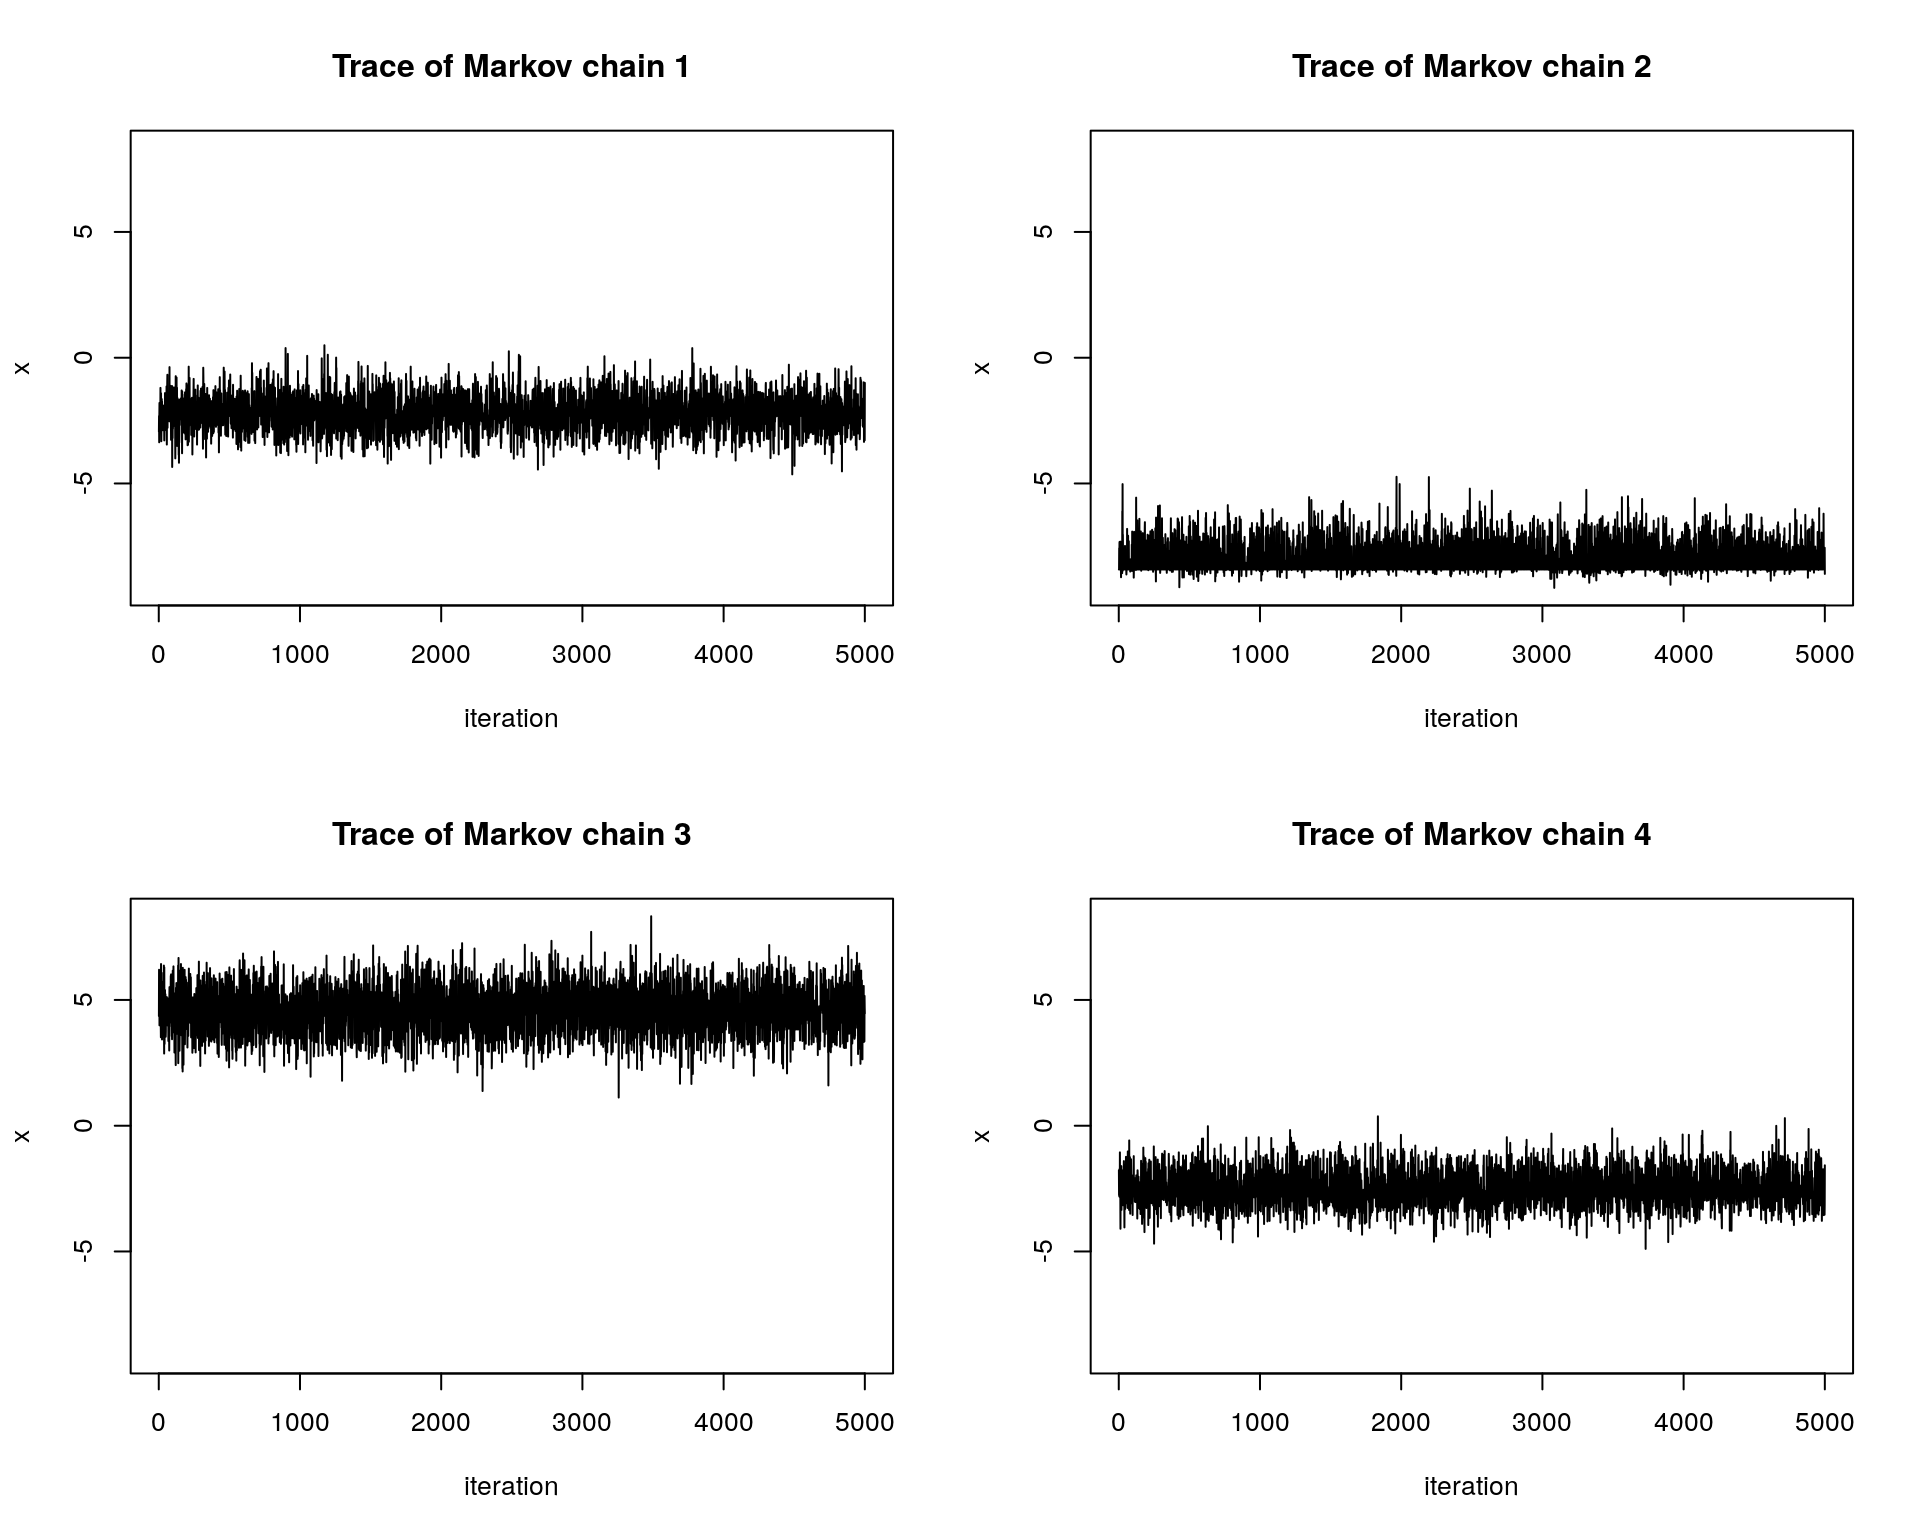 Trace of Markov chain 1
x
5
0
-5
0 1000 2000 3000 4000 5000
iteration
Trace of Markov chain 2
x
5
0
-5
0 1000 2000 3000 4000 5000
iteration
Trace of Markov chain 3
x
5
0
-5
0 1000 2000 3000 4000 5000
iteration
Trace of Markov chain 4
x
5
0
-5
0 1000 2000 3000 4000 5000
iteration